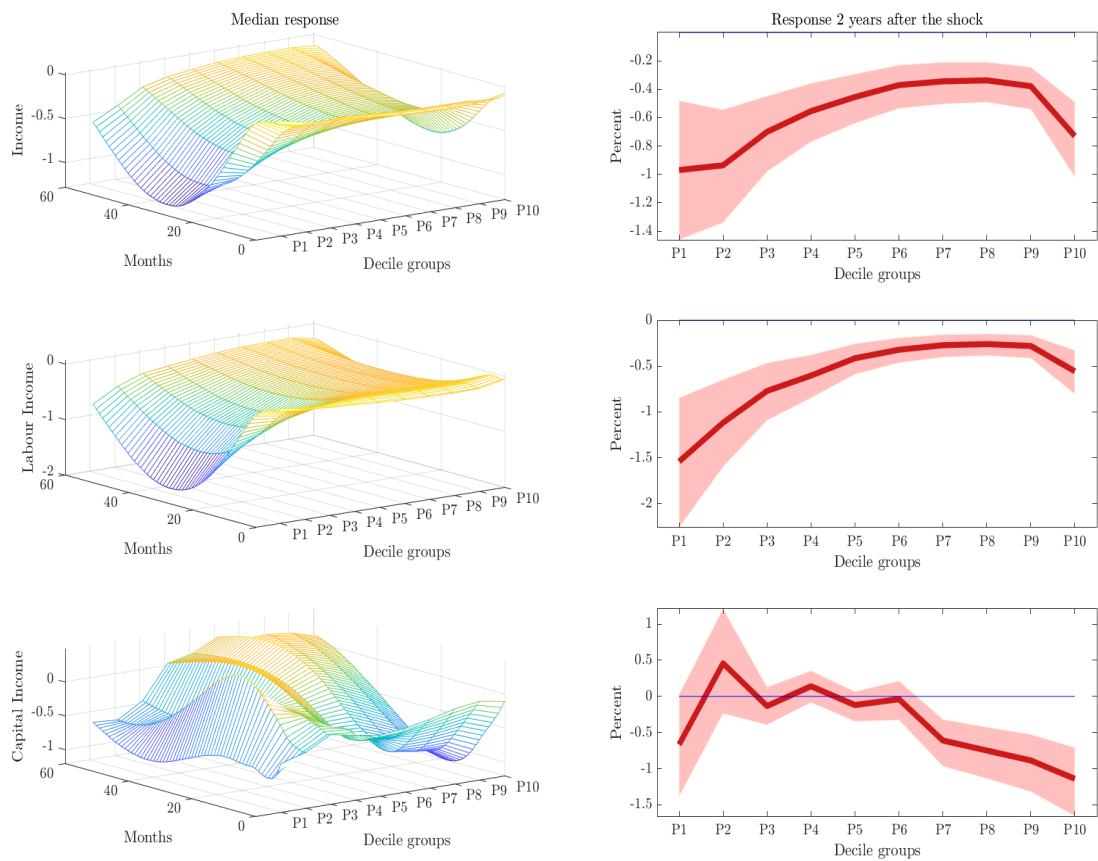 Median response
Income
0
-0.5
-1
60
40
20
0
Months
P1 P2 P3 P4 P5 P6 P7 P8 P9 P10
Decile groups
Response 2 years after the shock
Percent
-0.2
-0.4
-0.6
-0.8
-1
-1.2
-1.4
P1 P2 P3 P4 P5 P6 P7 P8 P9 P10
Decile groups
Labour Income
0
-1
-2
60
40
20
0
Months
P1 P2 P3 P4 P5 P6 P7 P8 P9 P10
Decile groups
Percent
0
-0.5
-1
-1.5
-2
P1 P2 P3 P4 P5 P6 P7 P8 P9 P10
Decile groups
Capital Income
0
-0.5
-1
60
40
20
0
Months
P1 P2 P3 P4 P5 P6 P7 P8 P9 P10
Decile groups
Percent
1
0.5
0
-0.5
-1
-1.5
P1 P2 P3 P4 P5 P6 P7 P8 P9 P10
Decile groups